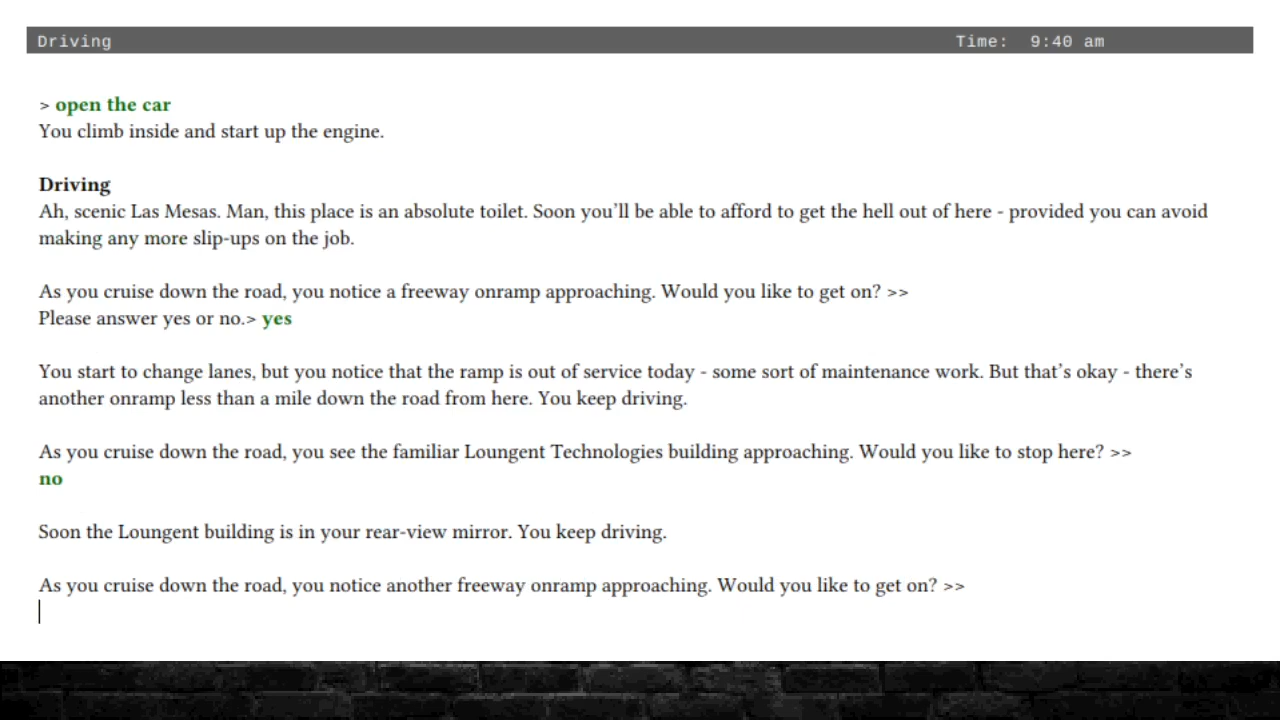 Driving Time: 9:40 am
> open the car
You climb inside and start up the engine.
Driving
Ah, scenic Las Mesas. Man, this place is an absolute toilet. Soon you’ll be able to afford to get the hell out of here - provided you can avoid
making any more slip-ups on the job.
As you cruise down the road, you notice a freeway onramp approaching. Would you like to get on? >>
Please answer yes or no.> yes
You start to change lanes, but you notice that the ramp is out of service today - some sort of maintenance work. But that’s okay - there’s
another onramp less than a mile down the road from here. You keep driving.
As you cruise down the road, you see the familiar Loungent Technologies building approaching. Would you like to stop here? >>
no
Soon the Loungent building is in your rear-view mirror. You keep driving.
As you cruise down the road, you notice another freeway onramp approaching. Would you like to get on? >>